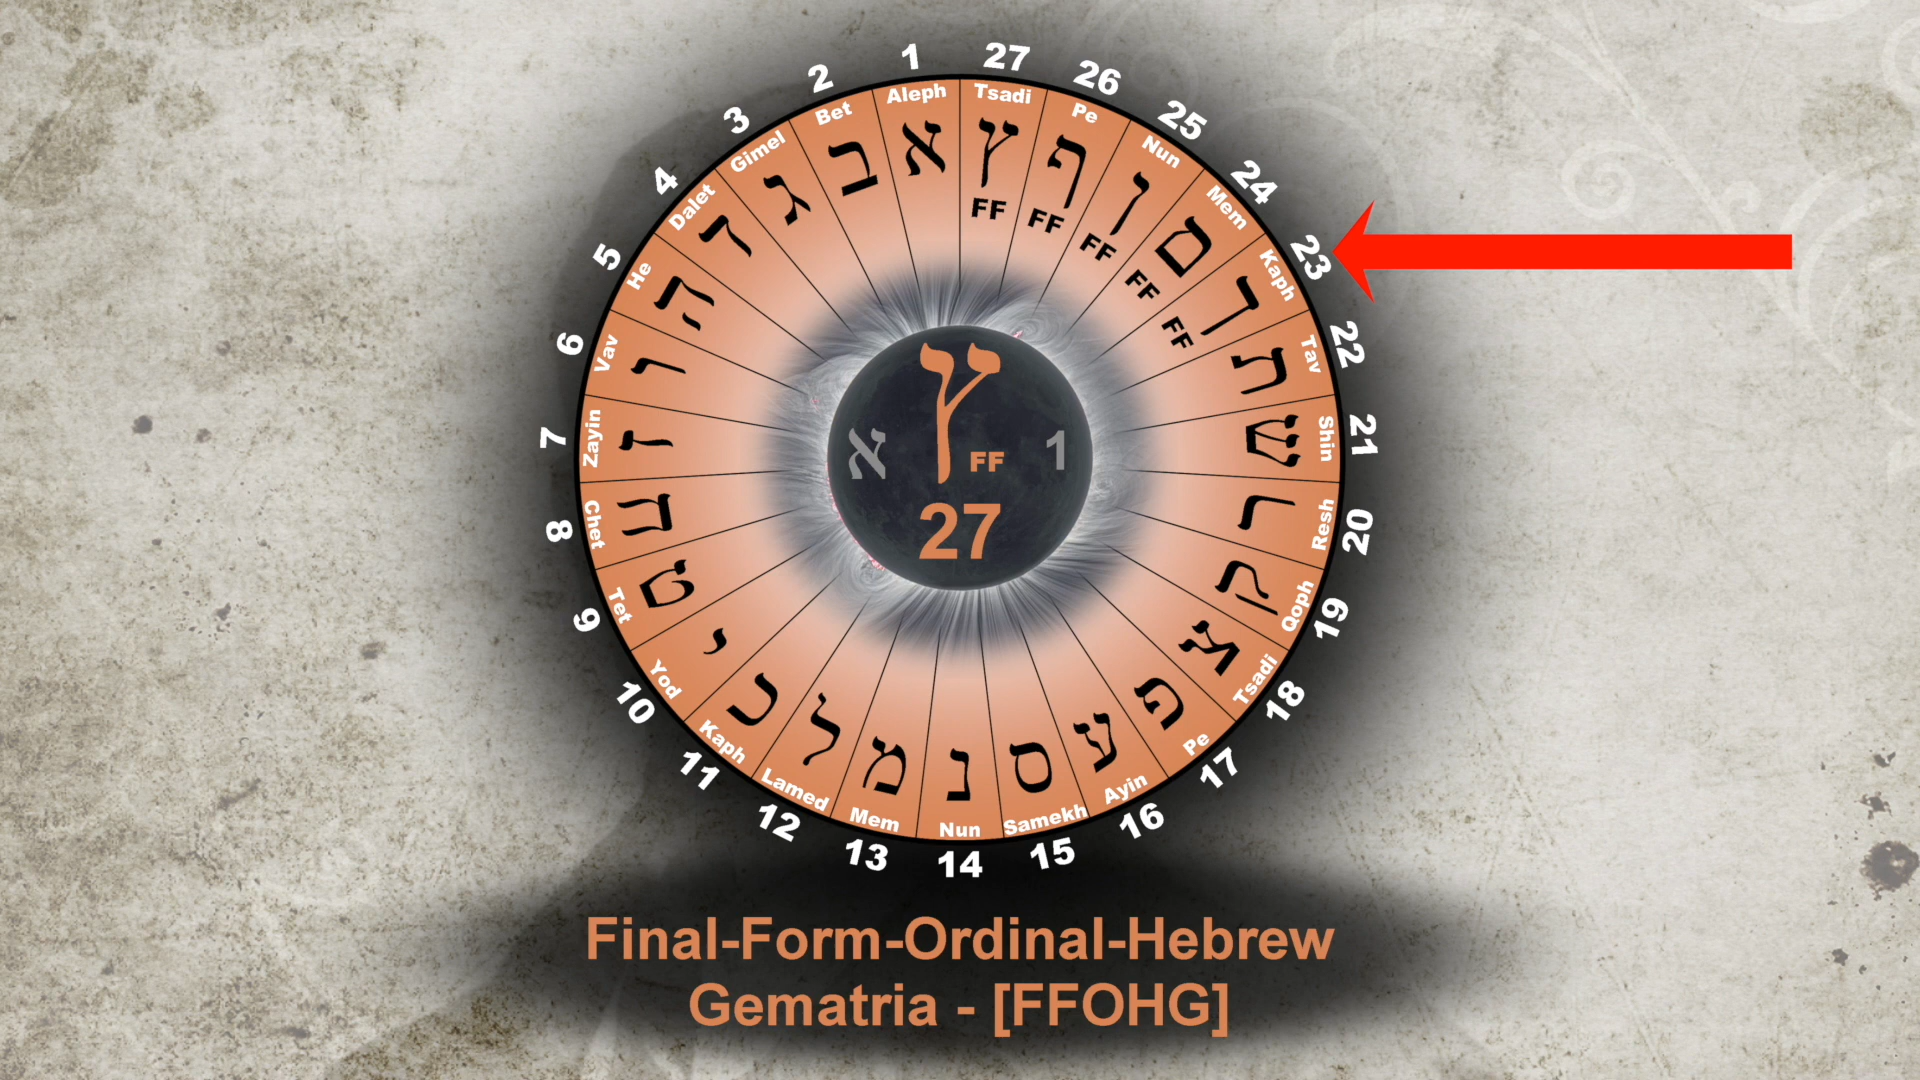 1
Aleph
א
2
Bet
ב
3
Gimel
ג
4
Dalet
ד
5
He
ה
6
Vav
ו
7
Zayin
ז
8
Chet
ח
9
Tet
ט
10
Yod
י
11
Kaph
כ
12
Lamed
ל
13
Mem
מ
14
Nun
נ
15
Samekh
ס
16
Ayin
ע
17
Pe
פ
18
Tsadi
צ
19
Qoph
ק
20
Resh
ר
21
Shin
ש
22
Tav
ת
23
Kaph
ך
FF
24
Mem
ם
FF
25
Nun
ן
FF
26
Pe
ף
FF
27
Tsadi
ץ
FF
א ץ FF 1
27
Final-Form-Ordinal-Hebrew
Gematria - [FFOHG]